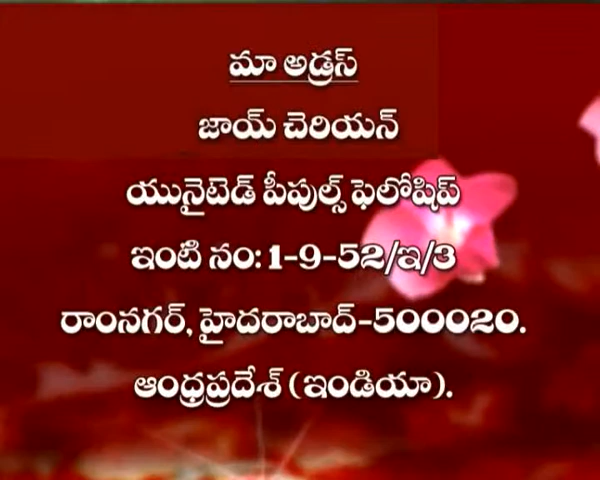 మా అడ్రస్
జాయ్ చెరియన్
యునైటెడ్ పీపుల్స్ ఫెలోషిప్
ఇంటి నం: 1-9-52/ఇ/3
రాంనగర్, హైదరాబాద్-500020.
ఆంధ్రప్రదేశ్ (ఇండియా).